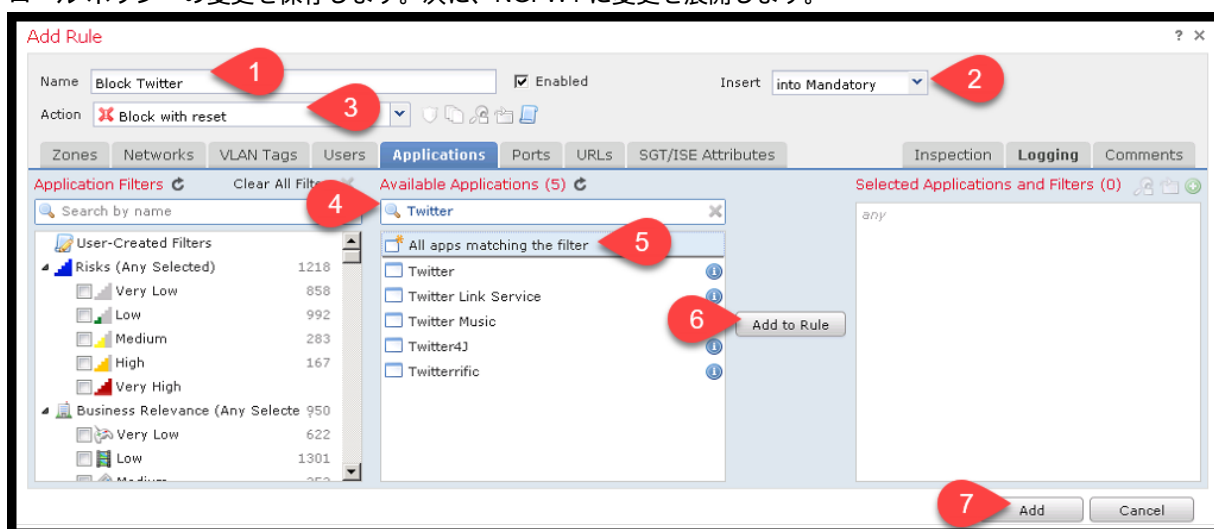 Add Rule ? ×
Name Block Twitter 1 Enabled Insert into Mandatory 2
Action Block with reset 3
Zones Networks VLAN Tags Users Applications Ports URLs SGT/ISE Attributes Inspection Logging Comments
Application Filters Clear All Available Applications (5) Selected Applications and Filters (0)
Search by name 4 Twitter any
User-Created Filters All apps matching the filter 5
Risks (Any Selected) 1218 Twitter
Very Low 858 Twitter Link Service
Low 992 Twitter Music 6 Add to Rule
Medium 283 Twitter4J
High 167 Twitterrific
Very High
Business Relevance (Any Selecte 950
Very Low 622
Low 1301
7 Add Cancel